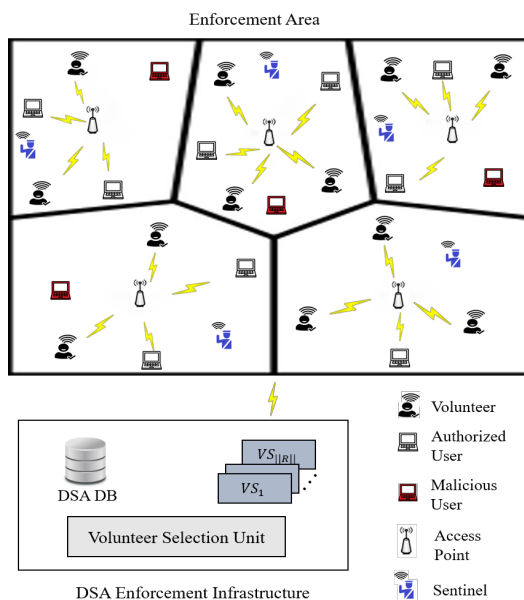 Enforcement Area
DSA DB
VS||R||
VS1
Volunteer Selection Unit
DSA Enforcement Infrastructure
Volunteer
Authorized
User
Malicious
User
Access
Point
Sentinel